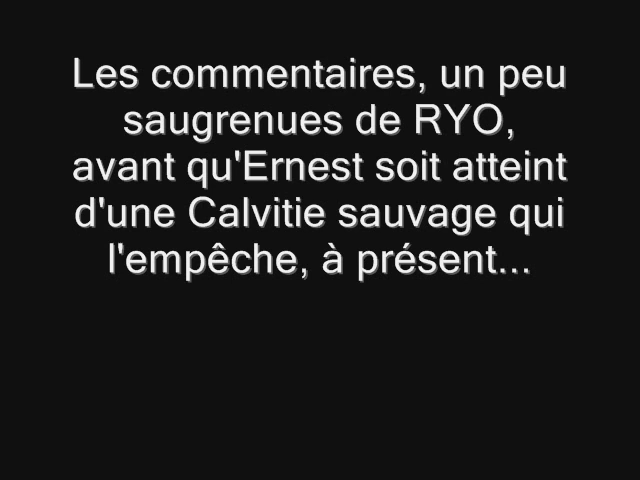 Les commentaires, un peu
saugrenues de RYO,
avant qu'Ernest soit atteint
d'une Calvitie sauvage qui
l'empêche, à présent...